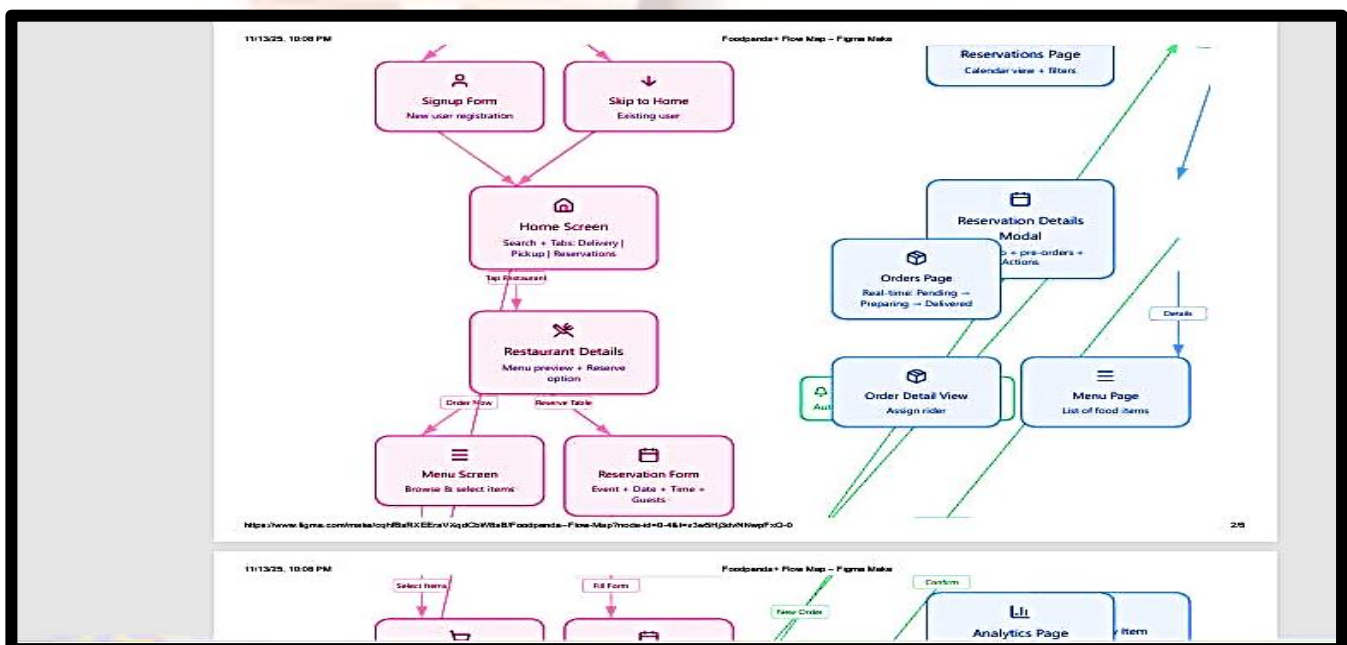 11/13/25, 10:08 PM
Foodpanda+ Flow Map – Figma Make
Signup Form
New user registration
Skip to Home
Existing user
Reservations Page
Calendar view + filters
Home Screen
Search + Tabs: Delivery |
Pickup | Reservations
Tap Restaurant
Reservation Details
Modal
+ pre-orders +
Actions
Orders Page
Real-time: Pending →
Preparing → Delivered
Details
Restaurant Details
Menu preview + Reserve
option
Order Now
Reserve Table
Order Detail View
Assign rider
Menu Page
List of food items
Menu Screen
Browse & select items
Reservation Form
Event + Date + Time +
Guests
2/5
11/13/25, 10:08 PM
Foodpanda+ Flow Map – Figma Make
Select Items
Fill Form
New Order
Confirm
Analytics Page
Item